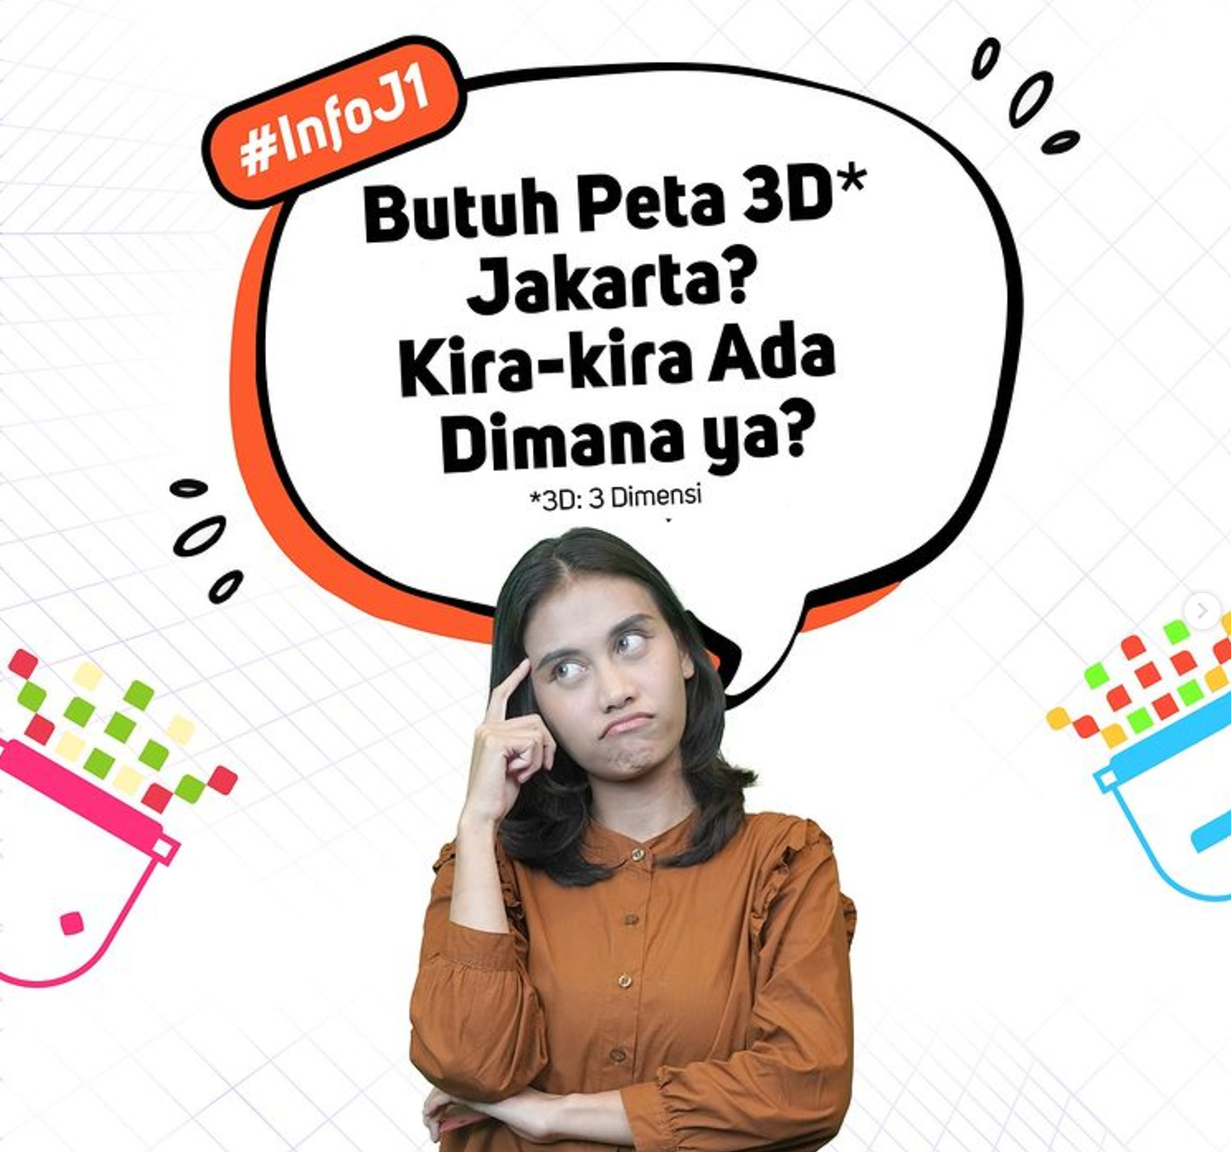 #InfoJ1
Butuh Peta 3D*
Jakarta?
Kira-kira Ada
Dimana ya?
*3D: 3 Dimensi